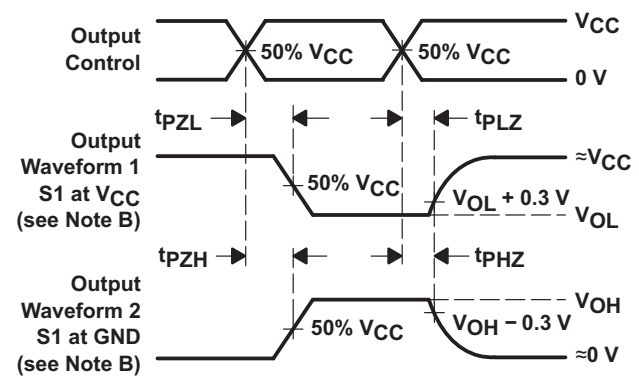 Output
Control
50% VCC
50% VCC
VCC
0 V
tPZL
tPLZ
Output
Waveform 1
S1 at VCC
(see Note B)
50% VCC
≈VCC
VOL + 0.3 V
VOL
tPZH
tPHZ
Output
Waveform 2
S1 at GND
(see Note B)
50% VCC
VOH
VOH − 0.3 V
≈0 V